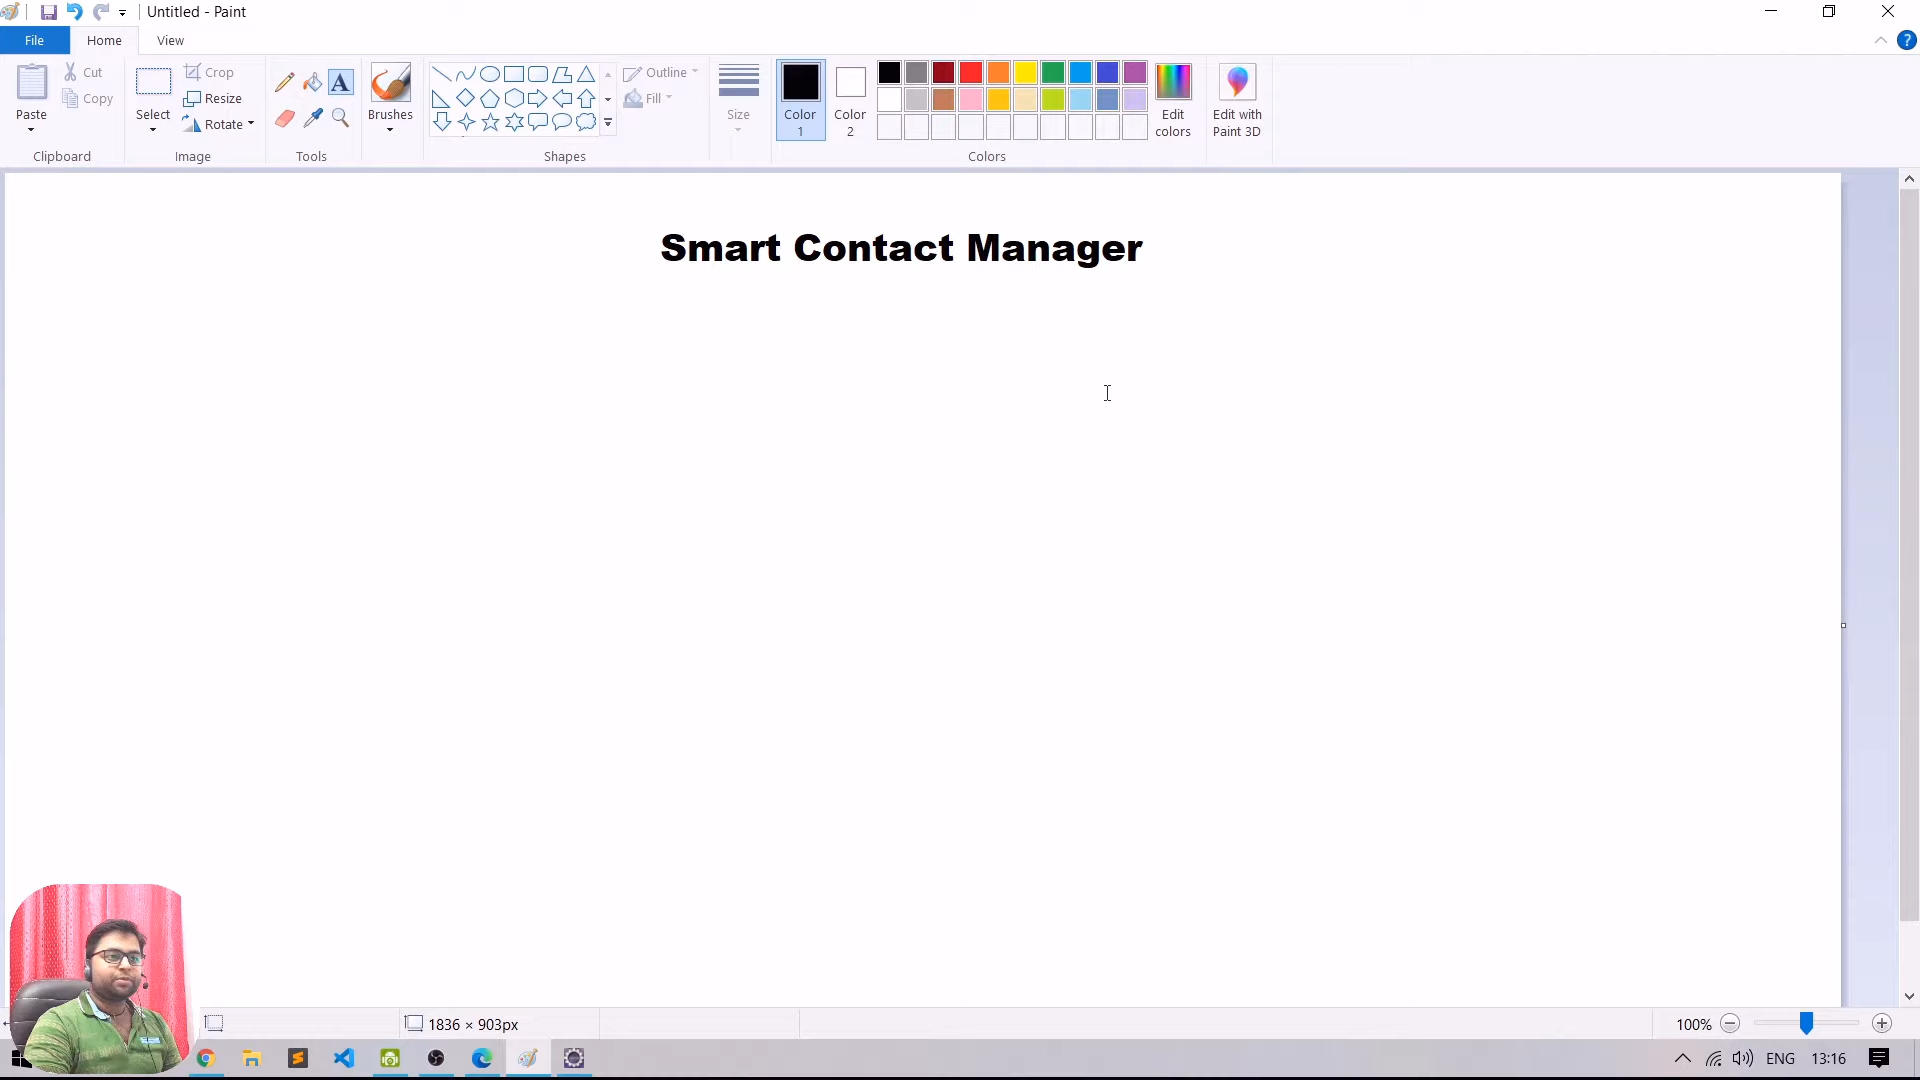 Untitled - Paint
File
Home
View
Paste
Cut
Copy
Clipboard
Select
Crop
Resize
Rotate
Image
Tools
Brushes
Shapes
Outline
Fill
Size
Color
1
Color
2
Edit
colors
Colors
Edit with
Paint 3D
Smart Contact Manager
1836 × 903px
100%
ENG
13:16